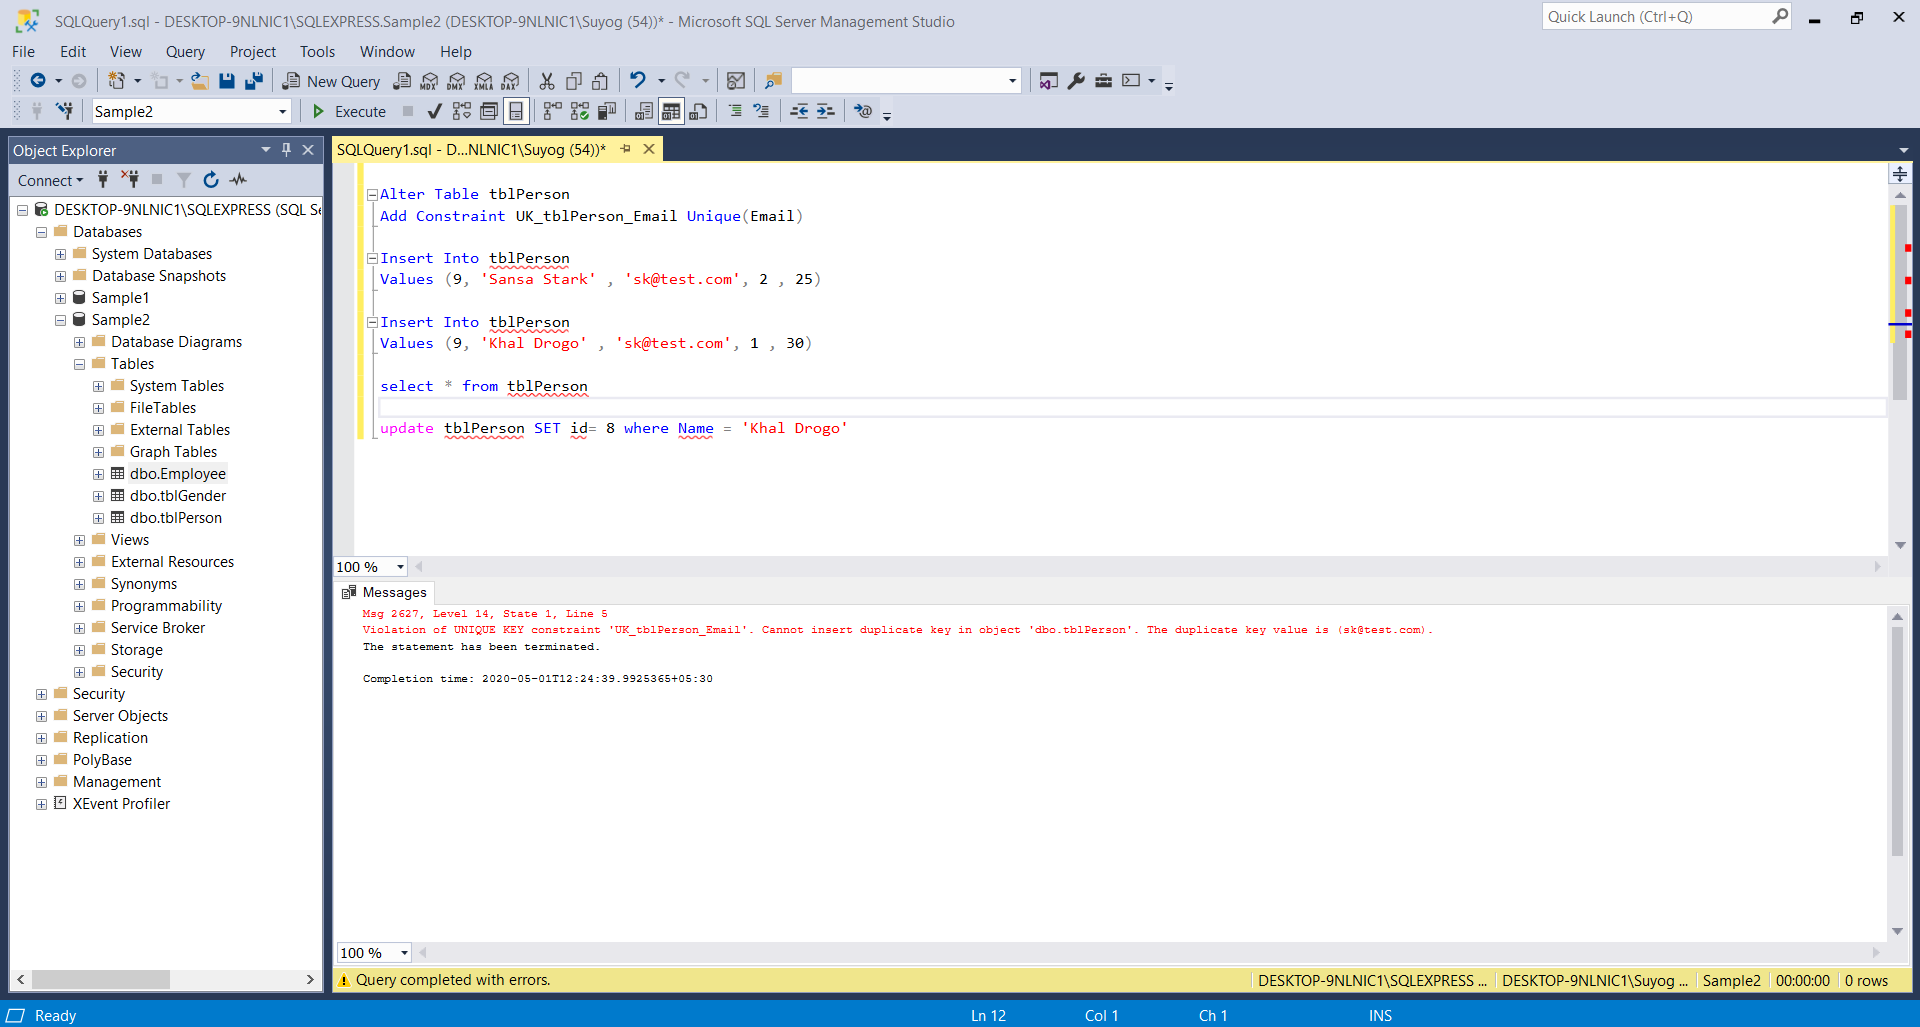 SQLQuery1.sql - DESKTOP-9NLNIC1\SQLEXPRESS.Sample2 (DESKTOP-9NLNIC1\Suyog (54))* - Microsoft SQL Server Management Studio
Quick Launch (Ctrl+Q)
File Edit View Query Project Tools Window Help
New Query MDX DMX XMLA DAX
Sample2 Execute
Object Explorer
Connect
DESKTOP-9NLNIC1\SQLEXPRESS (SQL Se
Databases
System Databases
Database Snapshots
Sample1
Sample2
Database Diagrams
Tables
System Tables
FileTables
External Tables
Graph Tables
dbo.Employee
dbo.tblGender
dbo.tblPerson
Views
External Resources
Synonyms
Programmability
Service Broker
Storage
Security
Security
Server Objects
Replication
PolyBase
Management
XEvent Profiler
SQLQuery1.sql - D...NLNIC1\Suyog (54))*
Alter Table tblPerson
Add Constraint UK_tblPerson_Email Unique(Email)
Insert Into tblPerson
Values (9, 'Sansa Stark' , 'sk@test.com', 2 , 25)
Insert Into tblPerson
Values (9, 'Khal Drogo' , 'sk@test.com', 1 , 30)
select * from tblPerson
update tblPerson SET id= 8 where Name = 'Khal Drogo'
100 %
Messages
Msg 2627, Level 14, State 1, Line 5
Violation of UNIQUE KEY constraint 'UK_tblPerson_Email'. Cannot insert duplicate key in object 'dbo.tblPerson'. The duplicate key value is (sk@test.com).
The statement has been terminated.
Completion time: 2020-05-01T12:24:39.9925365+05:30
100 %
Query completed with errors. DESKTOP-9NLNIC1\SQLEXPRESS ... DESKTOP-9NLNIC1\Suyog ... Sample2 00:00:00 0 rows
Ready Ln 12 Col 1 Ch 1 INS